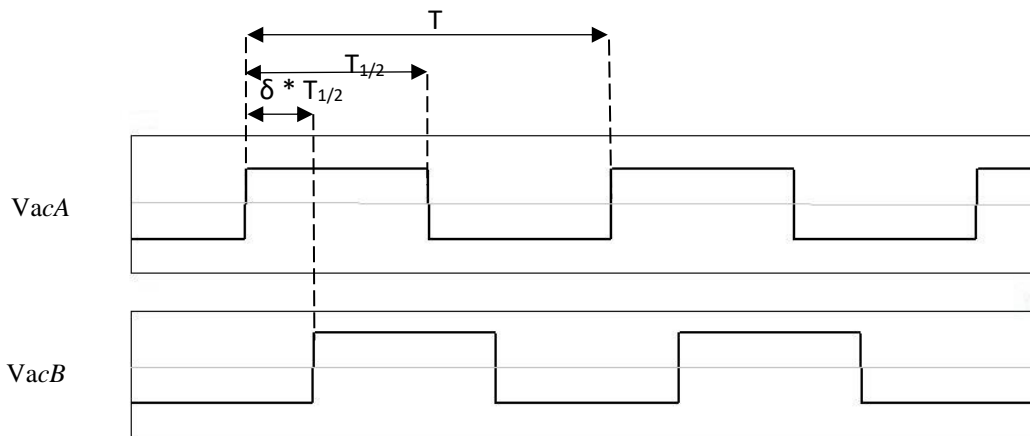 T
T1/2
δ * T1/2
VacA
VacB